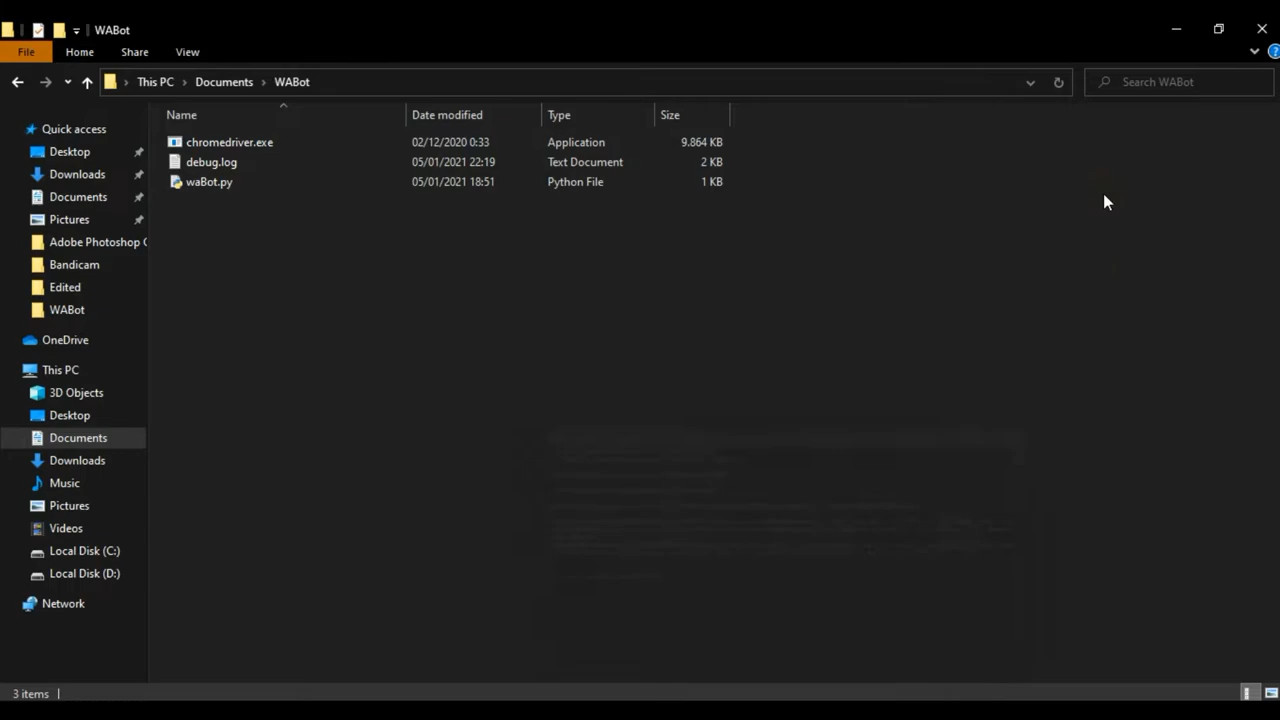 WABot
File Home Share View
This PC Documents WABot
Search WABot
Name Date modified Type Size
chromedriver.exe 02/12/2020 0:33 Application 9.864 KB
debug.log 05/01/2021 22:19 Text Document 2 KB
waBot.py 05/01/2021 18:51 Python File 1 KB
Quick access
Desktop
Downloads
Documents
Pictures
Adobe Photoshop C
Bandicam
Edited
WABot
OneDrive
This PC
3D Objects
Desktop
Documents
Downloads
Music
Pictures
Videos
Local Disk (C:)
Local Disk (D:)
Network
3 items